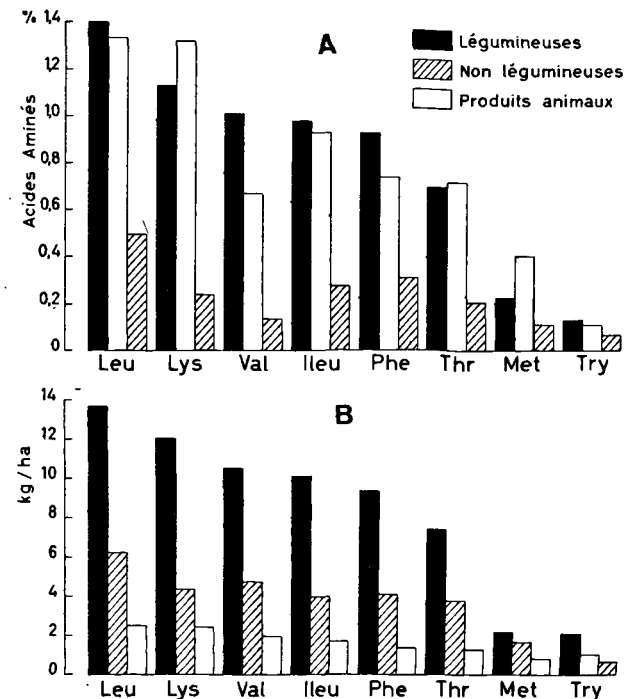 % 1,4
A
Légumineuses
Non légumineuses
Produits animaux
1,2
1,0
0,8
0,6
0,4
0,2
0
Acides Aminés
Leu Lys Val Ileu Phe Thr Met Try
14
B
12
10
8
6
4
2
0
kg/ha
Leu Lys Val Ileu Phe Thr Met Try